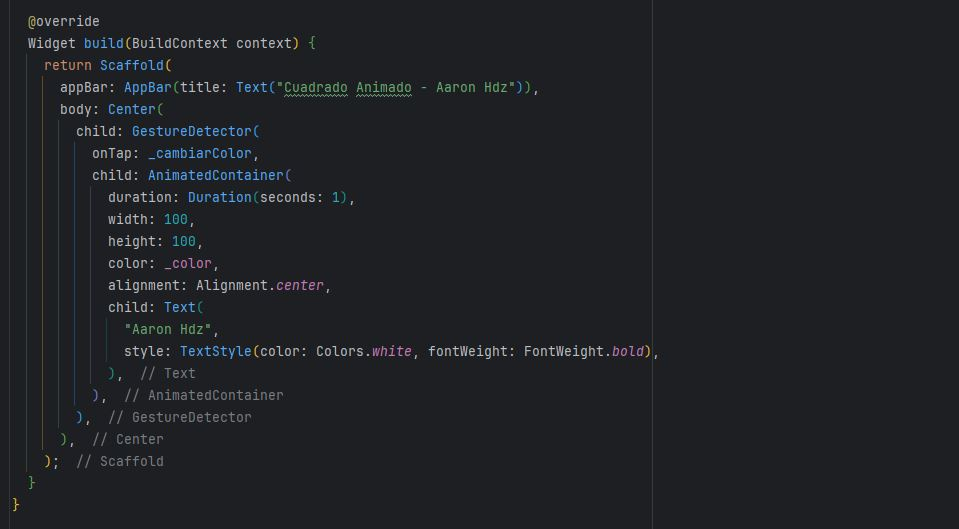 @override
Widget build(BuildContext context) {
return Scaffold(
appBar: AppBar(title: Text("Cuadrado Animado - Aaron Hdz")),
body: Center(
child: GestureDetector(
onTap: _cambiarColor,
child: AnimatedContainer(
duration: Duration(seconds: 1),
width: 100,
height: 100,
color: _color,
alignment: Alignment.center,
child: Text(
"Aaron Hdz",
style: TextStyle(color: Colors.white, fontWeight: FontWeight.bold),
), // Text
), // AnimatedContainer
), // GestureDetector
), // Center
); // Scaffold
}
}